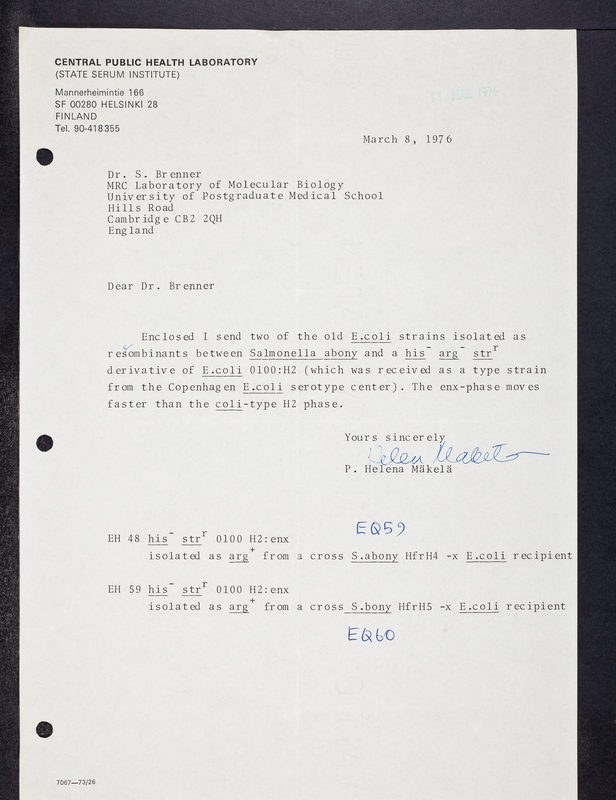 CENTRAL PUBLIC HEALTH LABORATORY
(STATE SERUM INSTITUTE)
Mannerheimintie 166
SF 00280 HELSINKI 28
FINLAND
Tel. 90-418355
1976
March 8, 1976
Dr. S. Brenner
MRC Laboratory of Molecular Biology
University of Postgraduate Medical School
Hills Road
Cambridge CB2 2QH
England
Dear Dr. Brenner
Enclosed I send two of the old E.coli strains isolated as
resombinants between Salmonella abony and a his⁻ arg⁻ strʳ
derivative of E.coli 0100:H2 (which was received as a type strain
from the Copenhagen E.coli serotype center). The enx-phase moves
faster than the coli-type H2 phase.
Yours sincerely
Helen Makela
P. Helena Mäkelä
EQ59
EH 48 his⁻ strʳ 0100 H2:enx
isolated as arg⁺ from a cross S.abony HfrH4 -x E.coli recipient
EH 59 his⁻ strʳ 0100 H2:enx
isolated as arg⁺ from a cross S.bony HfrH5 -x E.coli recipient
EQ60
7067—73/26